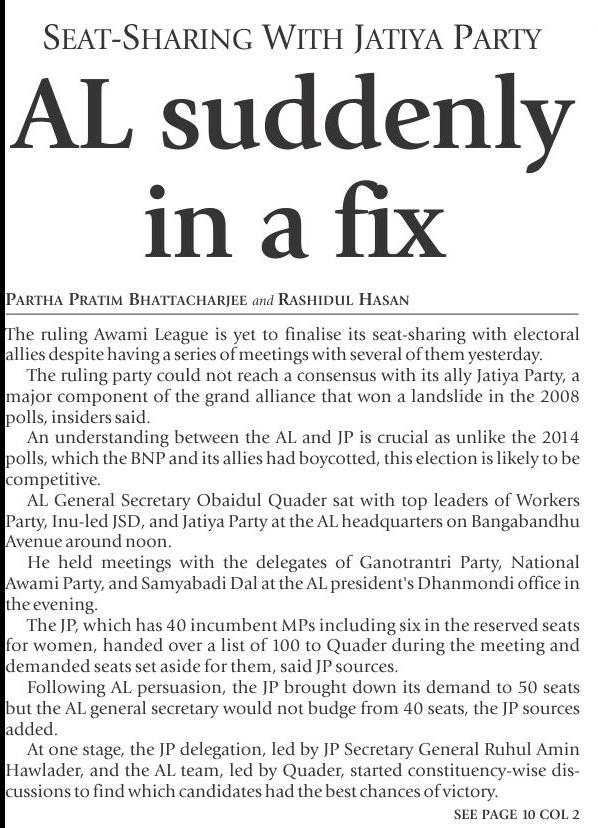 SEAT-SHARING WITH JATIYA PARTY
AL suddenly
in a fix
PARTHA PRATIM BHATTACHARJEE and RASHIDUL HASAN
The ruling Awami League is yet to finalise its seat-sharing with electoral
allies despite having a series of meetings with several of them yesterday.
The ruling party could not reach a consensus with its ally Jatiya Party, a
major component of the grand alliance that won a landslide in the 2008
polls, insiders said.
An understanding between the AL and JP is crucial as unlike the 2014
polls, which the BNP and its allies had boycotted, this election is likely to be
competitive.
AL General Secretary Obaidul Quader sat with top leaders of Workers
Party, Inu-led JSD, and Jatiya Party at the AL headquarters on Bangabandhu
Avenue around noon.
He held meetings with the delegates of Ganotrantri Party, National
Awami Party, and Samyabadi Dal at the AL president's Dhanmondi office in
the evening.
The JP, which has 40 incumbent MPs including six in the reserved seats
for women, handed over a list of 100 to Quader during the meeting and
demanded seats set aside for them, said JP sources.
Following AL persuasion, the JP brought down its demand to 50 seats
but the AL general secretary would not budge from 40 seats, the JP sources
added.
At one stage, the JP delegation, led by JP Secretary General Ruhul Amin
Hawlader, and the AL team, led by Quader, started constituency-wise dis-
cussions to find which candidates had the best chances of victory.
SEE PAGE 10 COL 2